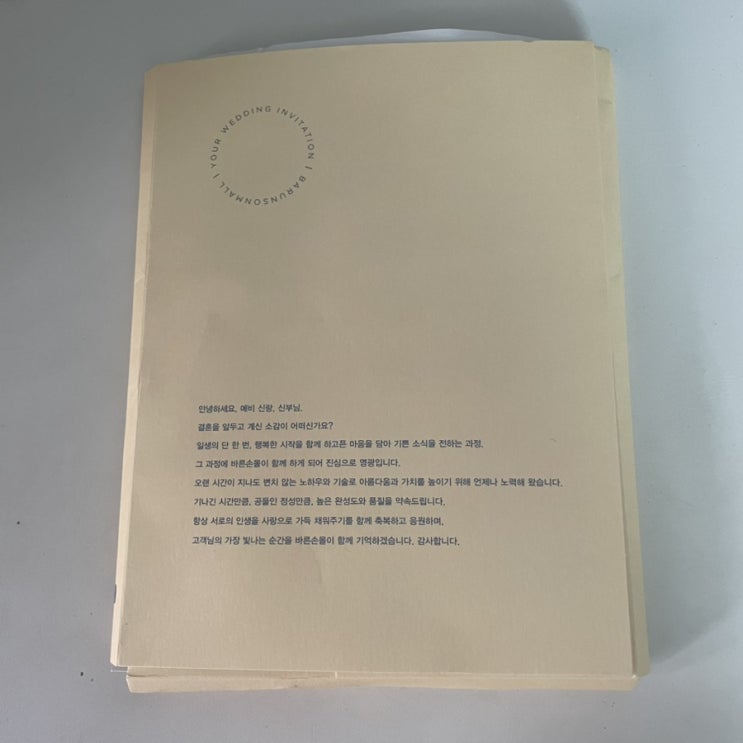 YOUR WEDDING INVITATION | BARUNSONMALL |
안녕하세요, 예비 신랑, 신부님.
결혼을 앞두고 계신 소감이 어떠신가요?
일생의 단 한 번, 행복한 시작을 함께 하고픈 마음을 담아 기쁜 소식을 전하는 과정.
그 과정에 바른손몰이 함께 하게 되어 진심으로 영광입니다.
오랜 시간이 지나도 변치 않는 노하우와 기술로 아름다움과 가치를 높이기 위해 언제나 노력해 왔습니다.
기나긴 시간만큼, 공들인 정성만큼, 높은 완성도와 품질을 약속드립니다.
항상 서로의 인생을 사랑으로 가득 채워주기를 함께 축복하고 응원하며,
고객님의 가장 빛나는 순간을 바른손몰이 함께 기억하겠습니다. 감사합니다.